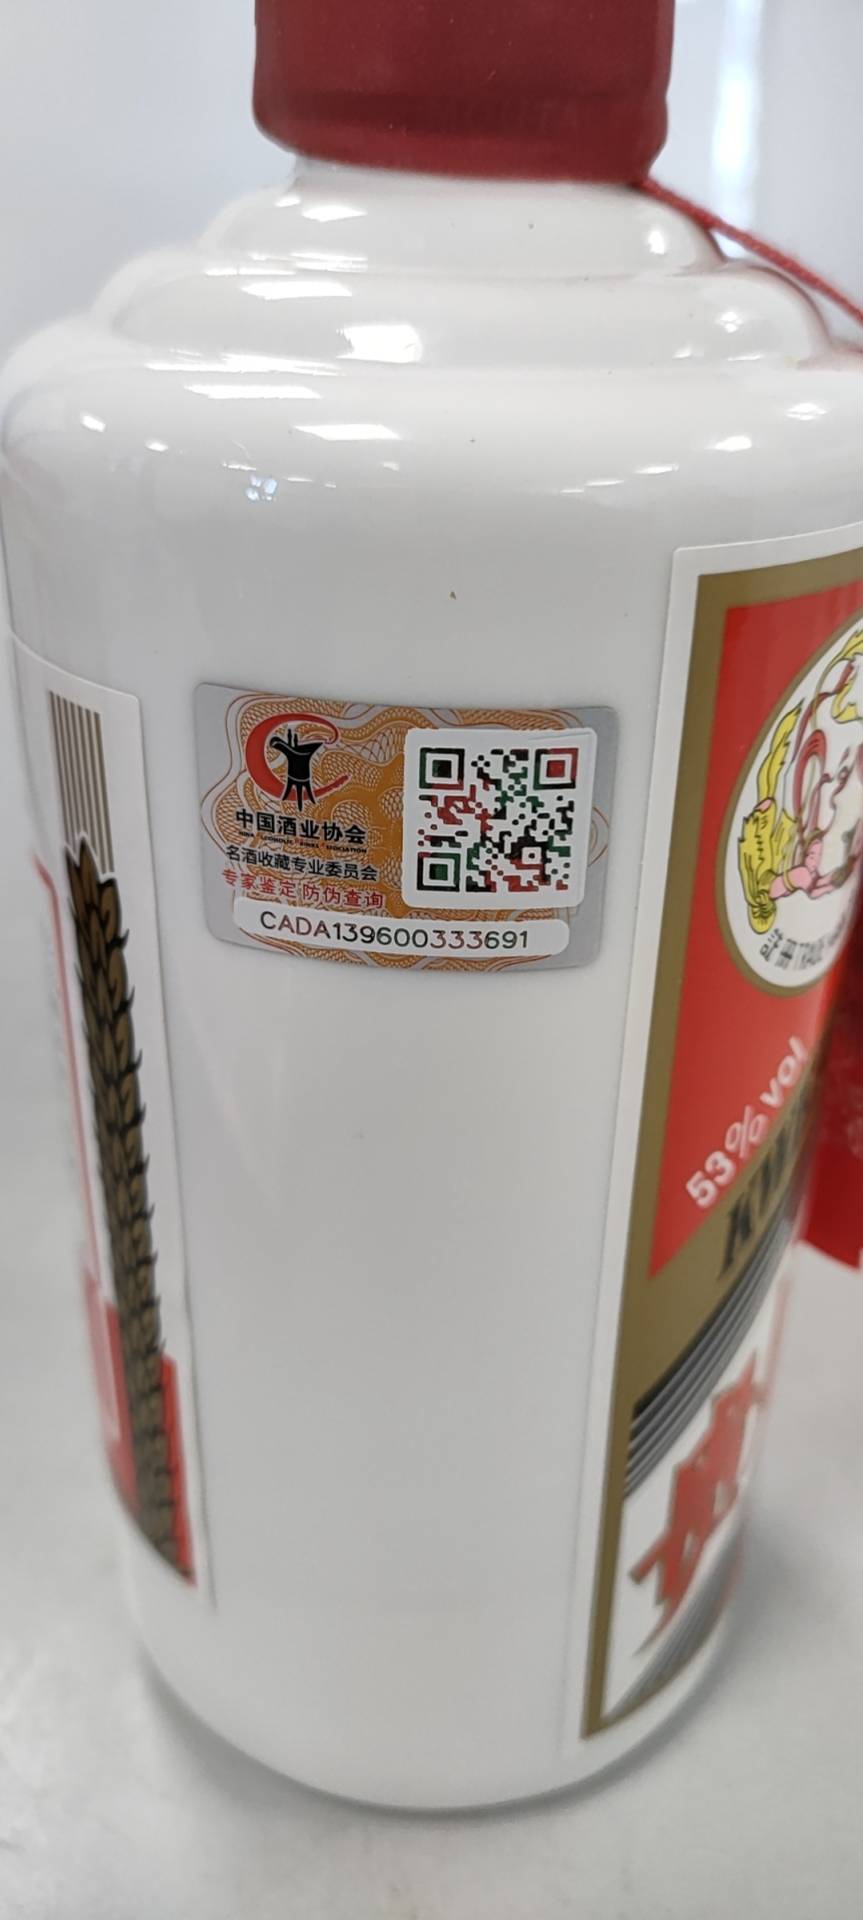 中国酒业协会
名酒收藏专业委员会
专家鉴定 防伪查询
CADA139600333691
53%vol